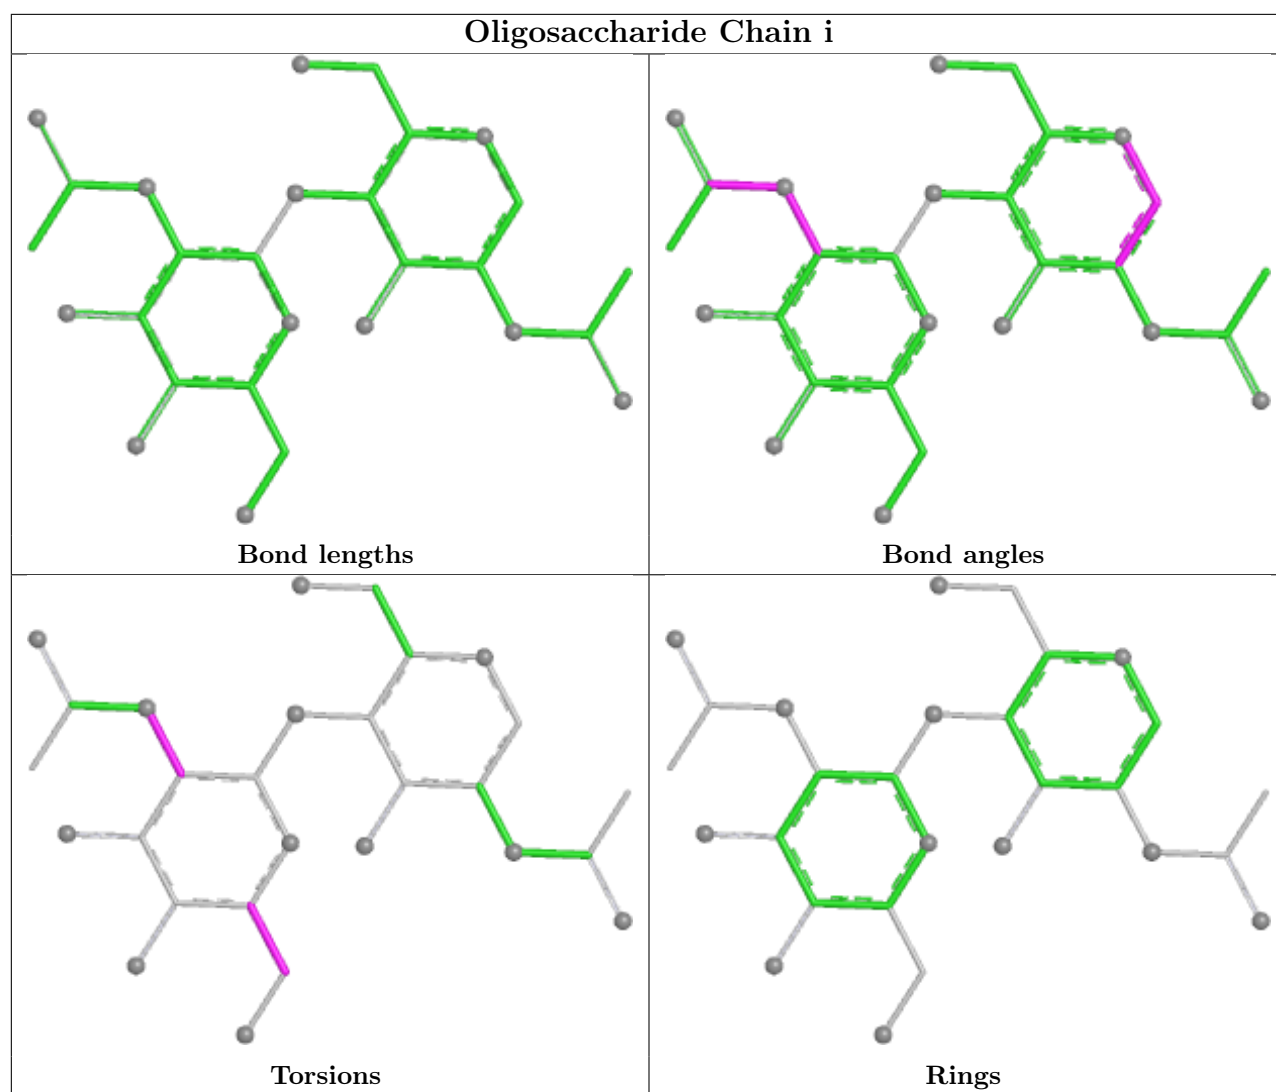 Oligosaccharide Chain i
Bond lengths
Bond angles
Torsions
Rings